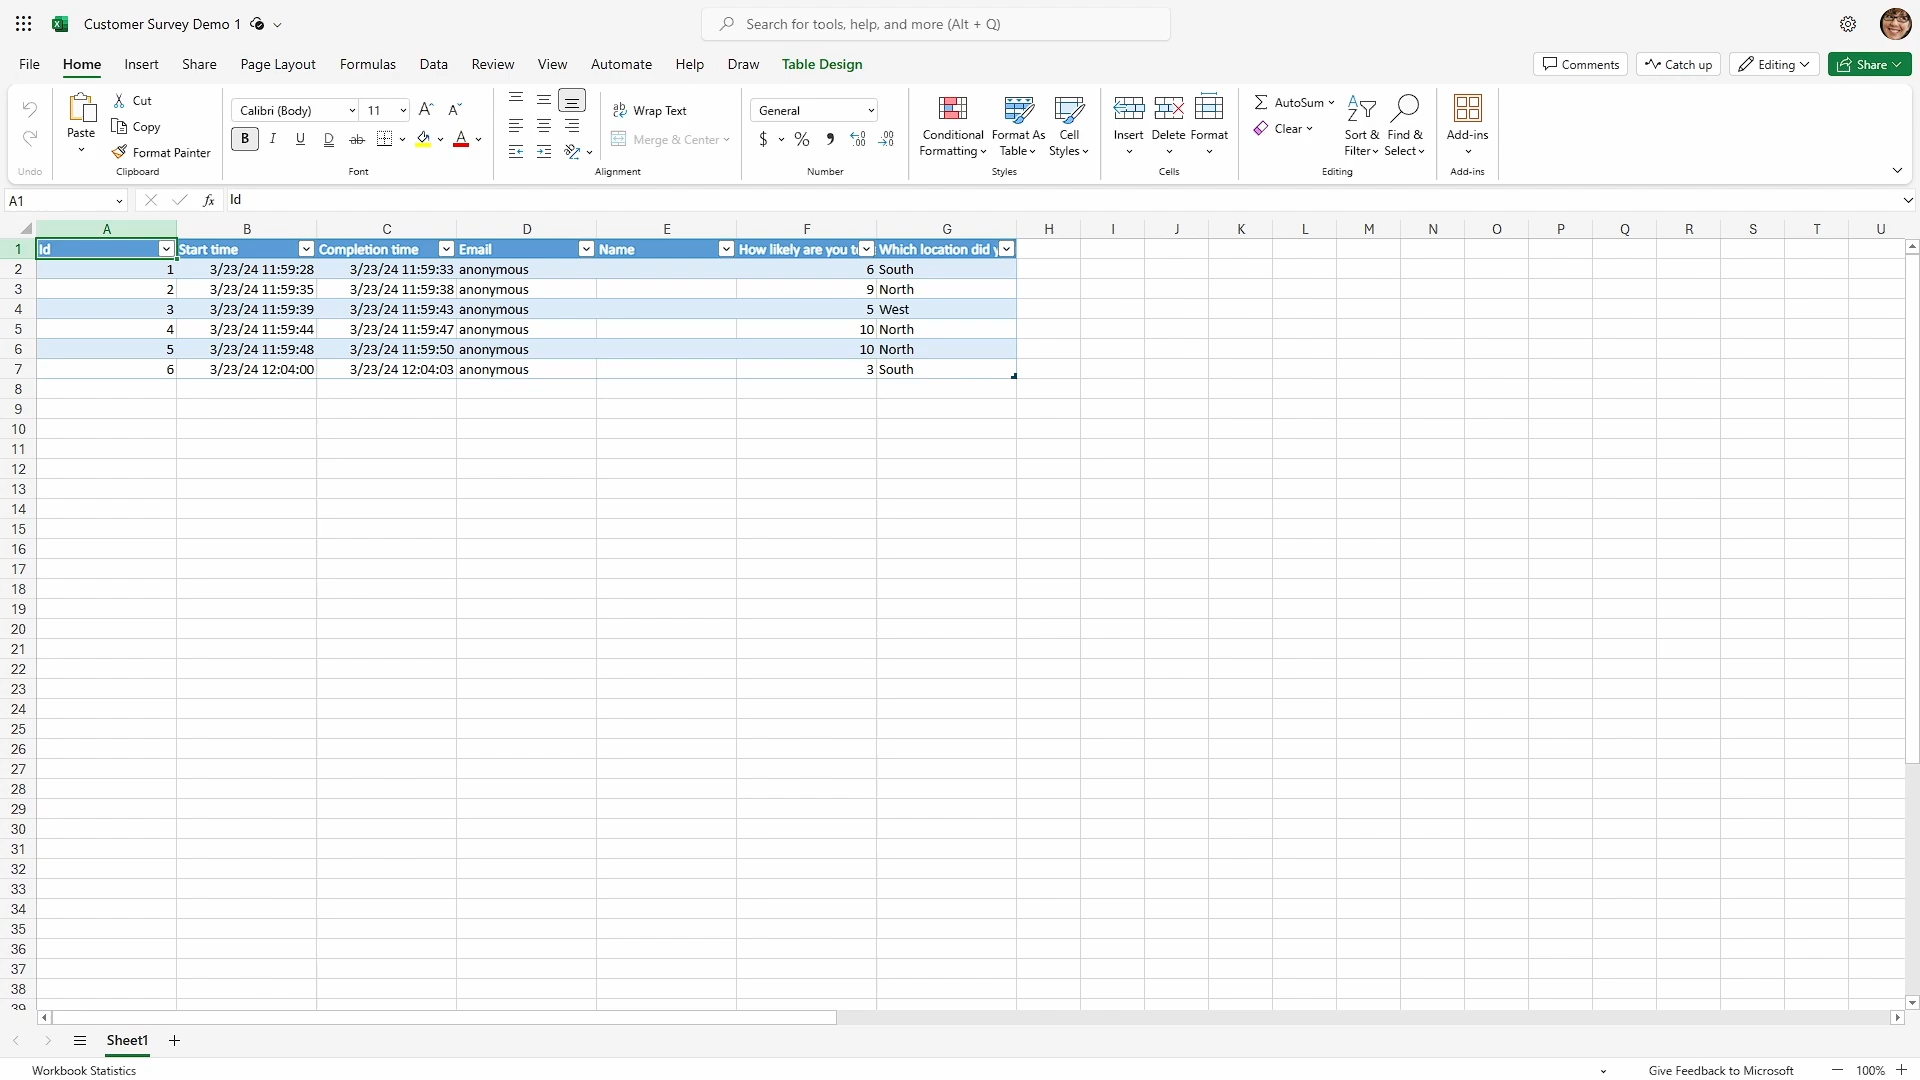 Customer Survey Demo 1
Search for tools, help, and more (Alt + Q)
File Home Insert Share Page Layout Formulas Data Review View Automate Help Draw Table Design
Comments Catch up Editing Share
Paste Cut Copy Format Painter
Calibri (Body) 11
B I U D ab
ab Wrap Text
Merge & Center
General
$ % , .00 .00
Conditional Formatting Format As Table Cell Styles
Insert Delete Format
AutoSum Clear
Sort & Filter Find & Select
Add-ins
Undo Clipboard Font Alignment Number Styles Cells Editing Add-ins
A1 fx Id
A B C D E F G H I J K L M N O P Q R S T U
1 Id Start time Completion time Email Name How likely are you t Which location did y
2 1 3/23/24 11:59:28 3/23/24 11:59:33 anonymous 6 South
3 2 3/23/24 11:59:35 3/23/24 11:59:38 anonymous 9 North
4 3 3/23/24 11:59:39 3/23/24 11:59:43 anonymous 5 West
5 4 3/23/24 11:59:44 3/23/24 11:59:47 anonymous 10 North
6 5 3/23/24 11:59:48 3/23/24 11:59:50 anonymous 10 North
7 6 3/23/24 12:04:00 3/23/24 12:04:03 anonymous 3 South
8
9
10
11
12
13
14
15
16
17
18
19
20
21
22
23
24
25
26
27
28
29
30
31
32
33
34
35
36
37
38
39
Sheet1
Workbook Statistics Give Feedback to Microsoft 100%